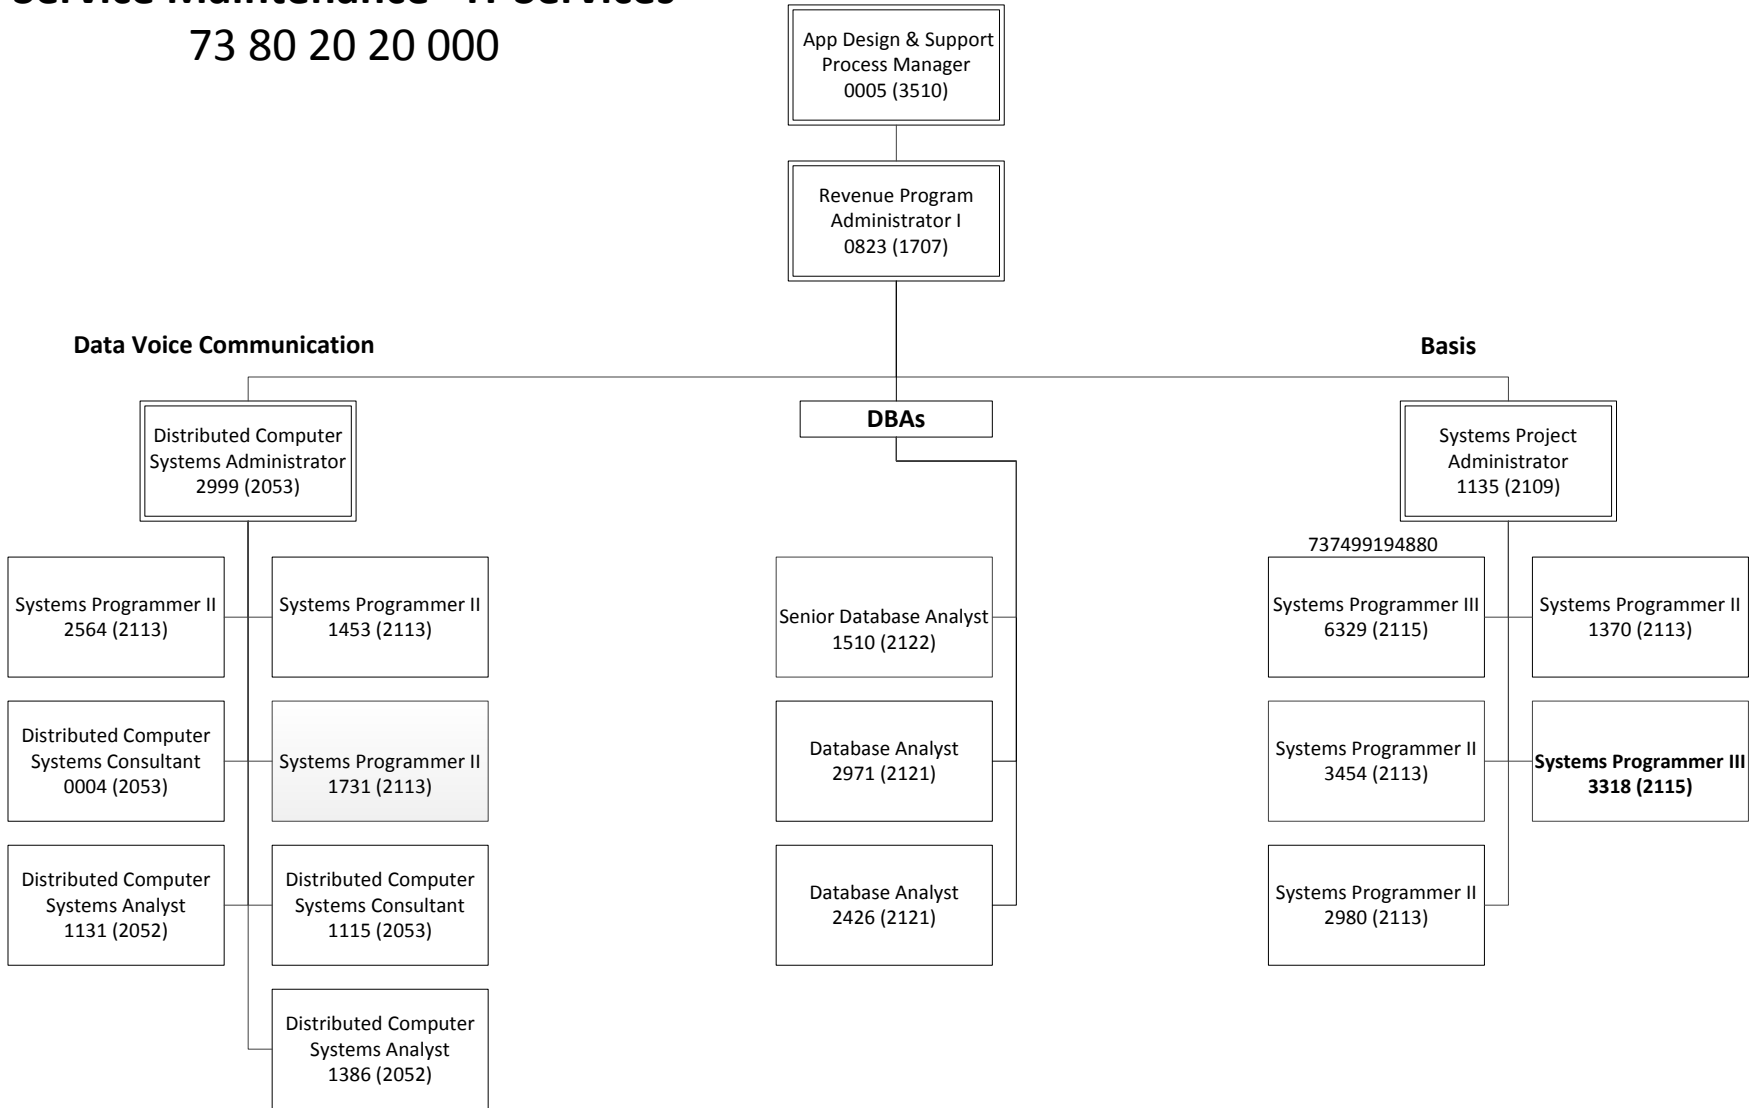 Service Maintenance - IT Services
73 80 20 20 000
App Design & Support
Process Manager
0005 (3510)
Revenue Program
Administrator I
0823 (1707)
Data Voice Communication
Basis
Distributed Computer
Systems Administrator
2999 (2053)
DBAs
Systems Project
Administrator
1135 (2109)
737499194880
Systems Programmer II
2564 (2113)
Systems Programmer II
1453 (2113)
Senior Database Analyst
1510 (2122)
Systems Programmer III
6329 (2115)
Systems Programmer II
1370 (2113)
Distributed Computer
Systems Consultant
0004 (2053)
Systems Programmer II
1731 (2113)
Database Analyst
2971 (2121)
Systems Programmer II
3454 (2113)
Systems Programmer III
3318 (2115)
Distributed Computer
Systems Analyst
1131 (2052)
Distributed Computer
Systems Consultant
1115 (2053)
Database Analyst
2426 (2121)
Systems Programmer II
2980 (2113)
Distributed Computer
Systems Analyst
1386 (2052)